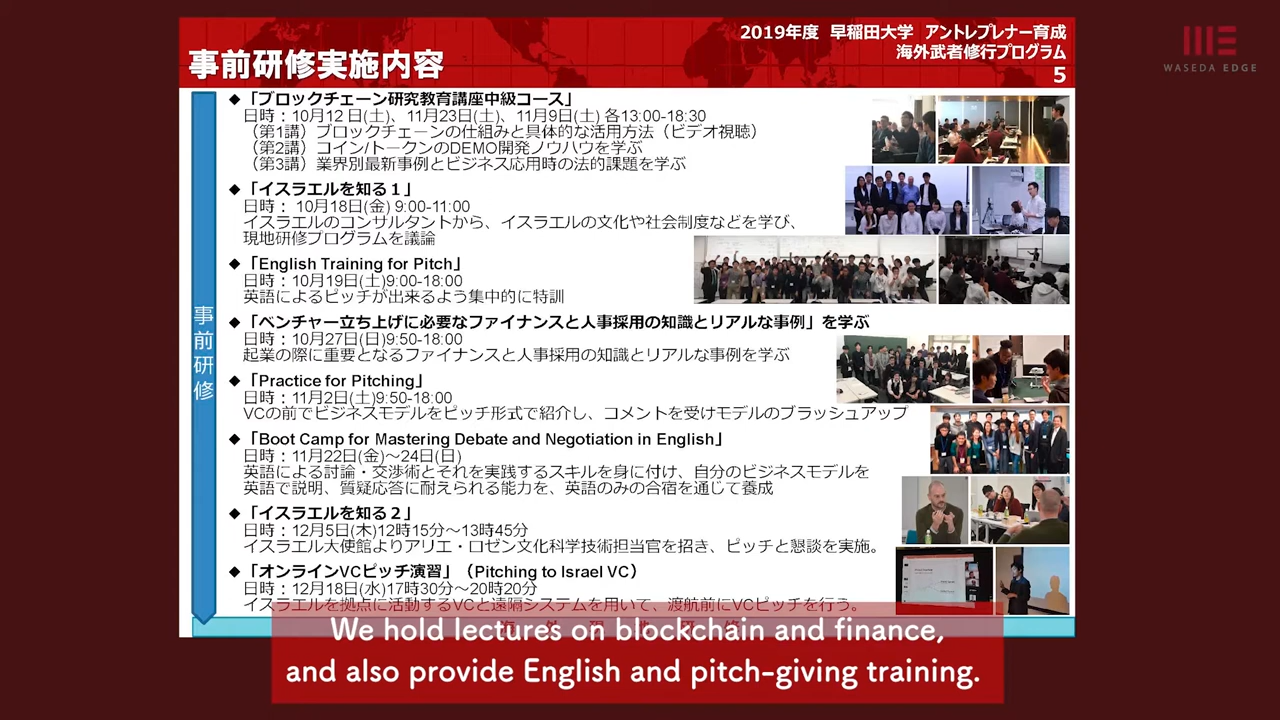 2019年度 早稲田大学 アントレプレナー育成
海外武者修行プログラム
5
事前研修実施内容
WASEDA EDGE
事前研修
◆「ブロックチェーン研究教育講座中級コース」
日時：10月12日(土)、11月23日(土)、11月9日(土) 各13:00-18:30
（第1講）ブロックチェーンの仕組みと具体的な活用方法（ビデオ視聴）
（第2講）コイン/トークンのDEMO開発ノウハウを学ぶ
（第3講）業界別最新事例とビジネス応用時の法的課題を学ぶ
◆「イスラエルを知る１」
日時： 10月18日(金) 9:00-11:00
イスラエルのコンサルタントから、イスラエルの文化や社会制度などを学び、
現地研修プログラムを議論
◆「English Training for Pitch」
日時：10月19日(土)9:00-18:00
英語によるピッチが出来るよう集中的に特訓
◆「ベンチャー立ち上げに必要なファイナンスと人事採用の知識とリアルな事例」を学ぶ
日時：10月27日(日)9:50-18:00
起業の際に重要となるファイナンスと人事採用の知識とリアルな事例を学ぶ
◆「Practice for Pitching」
日時：11月2日(土)9:50-18:00
VCの前でビジネスモデルをピッチ形式で紹介し、コメントを受けモデルのブラッシュアップ
◆「Boot Camp for Mastering Debate and Negotiation in English」
日時：11月22日(金)～24日(日)
英語による討論・交渉術とそれを実践するスキルを身に付け、自分のビジネスモデルを
英語で説明、質疑応答に耐えられる能力を、英語のみの合宿を通じて養成
◆「イスラエルを知る２」
日時：12月5日(木)12時15分～13時45分
イスラエル大使館よりアリエ・ロゼン文化科学技術担当官を招き、ピッチと懇談を実施。
◆「オンラインVCピッチ演習」（Pitching to Israel VC）
日時：12月18日(水)17時30分～20時20分
イスラエルを拠点に活動するVCと遠隔システムを用いて、渡航前にVCピッチを行う。
We hold lectures on blockchain and finance,
and also provide English and pitch-giving training.